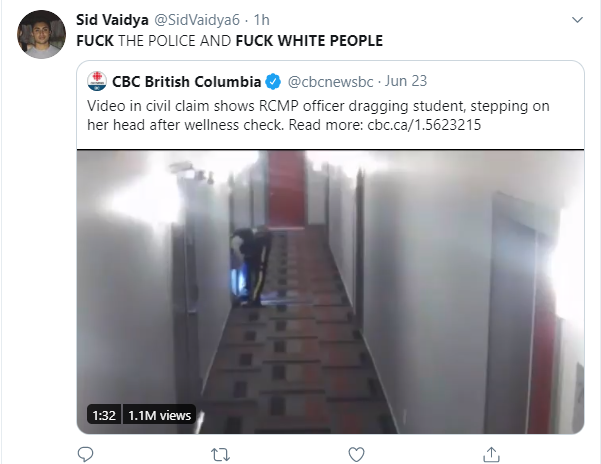 Sid Vaidya @SidVaidya6 · 1h
FUCK THE POLICE AND FUCK WHITE PEOPLE
CBC British Columbia @cbcnewsbc · Jun 23
Video in civil claim shows RCMP officer dragging student, stepping on
her head after wellness check. Read more: cbc.ca/1.5623215
1:32 | 1.1M views